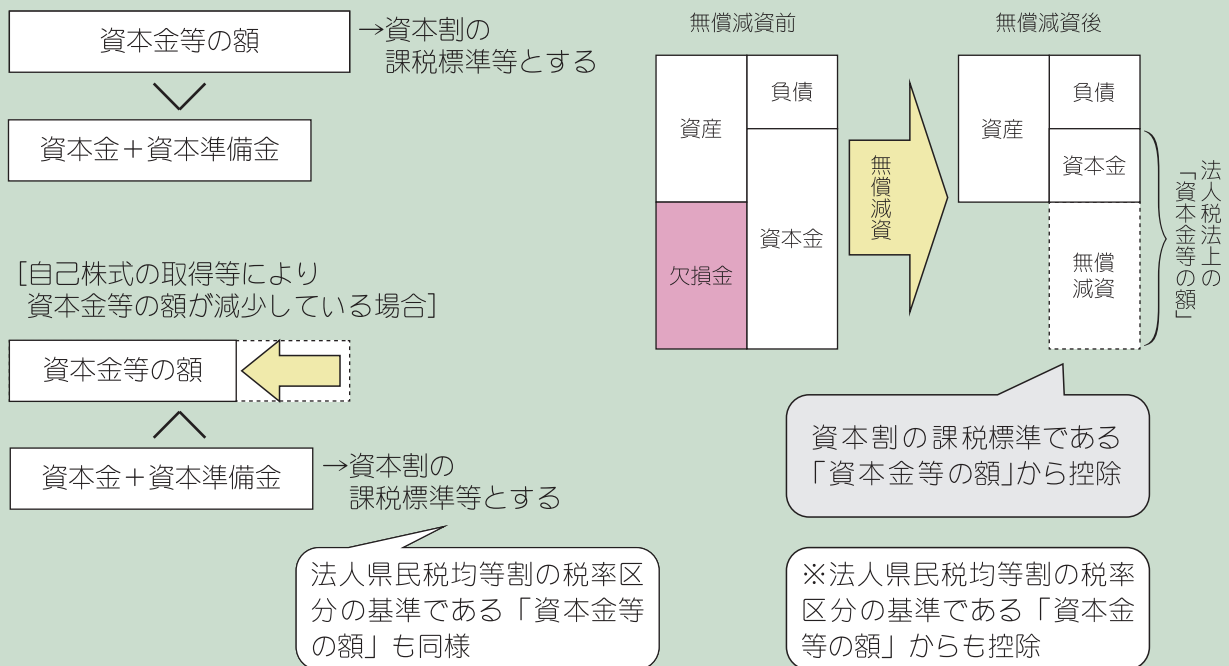 資本金等の額
→資本割の
課税標準等とする
資本金＋資本準備金
［自己株式の取得等により
資本金等の額が減少している場合］
資本金等の額
資本金＋資本準備金
→資本割の
課税標準等とする
法人県民税均等割の税率区
分の基準である「資本金等
の額」も同様
無償減資前
資産
負債
欠損金
資本金
無償減資
無償減資後
資産
負債
資本金
無償
減資
法人税法上の
「資本金等の額」
資本割の課税標準である
「資本金等の額」から控除
※法人県民税均等割の税率
区分の基準である「資本金
等の額」からも控除